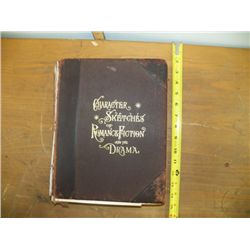 CHARACTER
SKETCHES
OF
ROMANCE FICTION
AND THE
DRAMA.